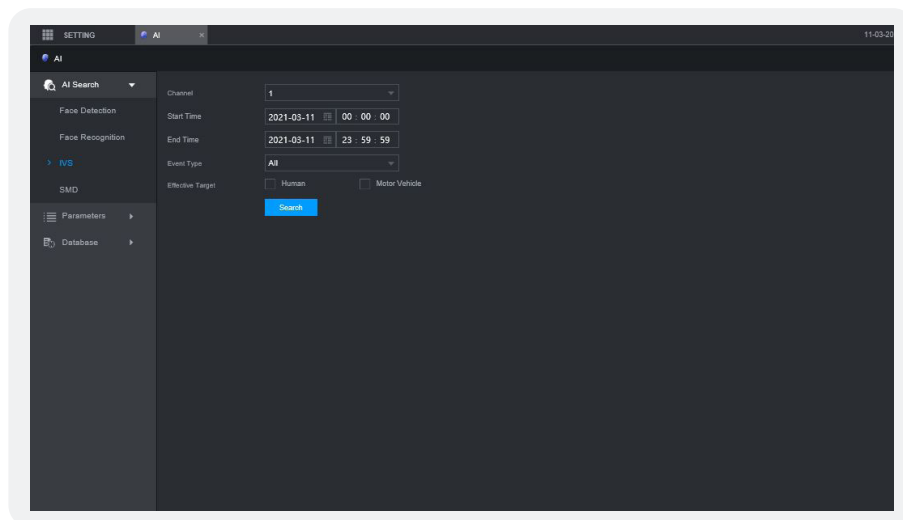 SETTING
AI ×
11-03-20
AI
AI Search
Face Detection
Face Recognition
> IVS
SMD
Parameters
Database
Channel 1
Start Time 2021-03-11 00 : 00 : 00
End Time 2021-03-11 23 : 59 : 59
Event Type All
Effective Target Human Motor Vehicle
Search